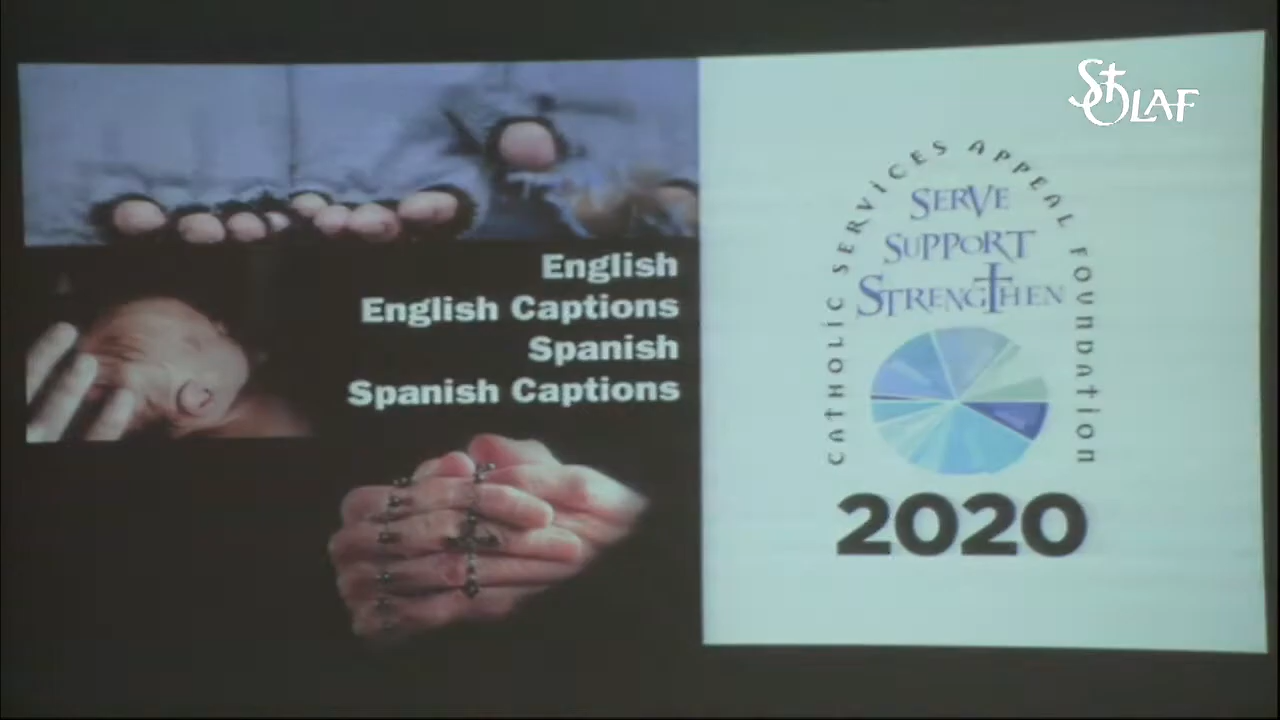 English
English Captions
Spanish
Spanish Captions
ST OLAF
CATHOLIC SERVICES APPEAL FOUNDATION
SERVE
SUPPORT
STRENGTHEN
2020